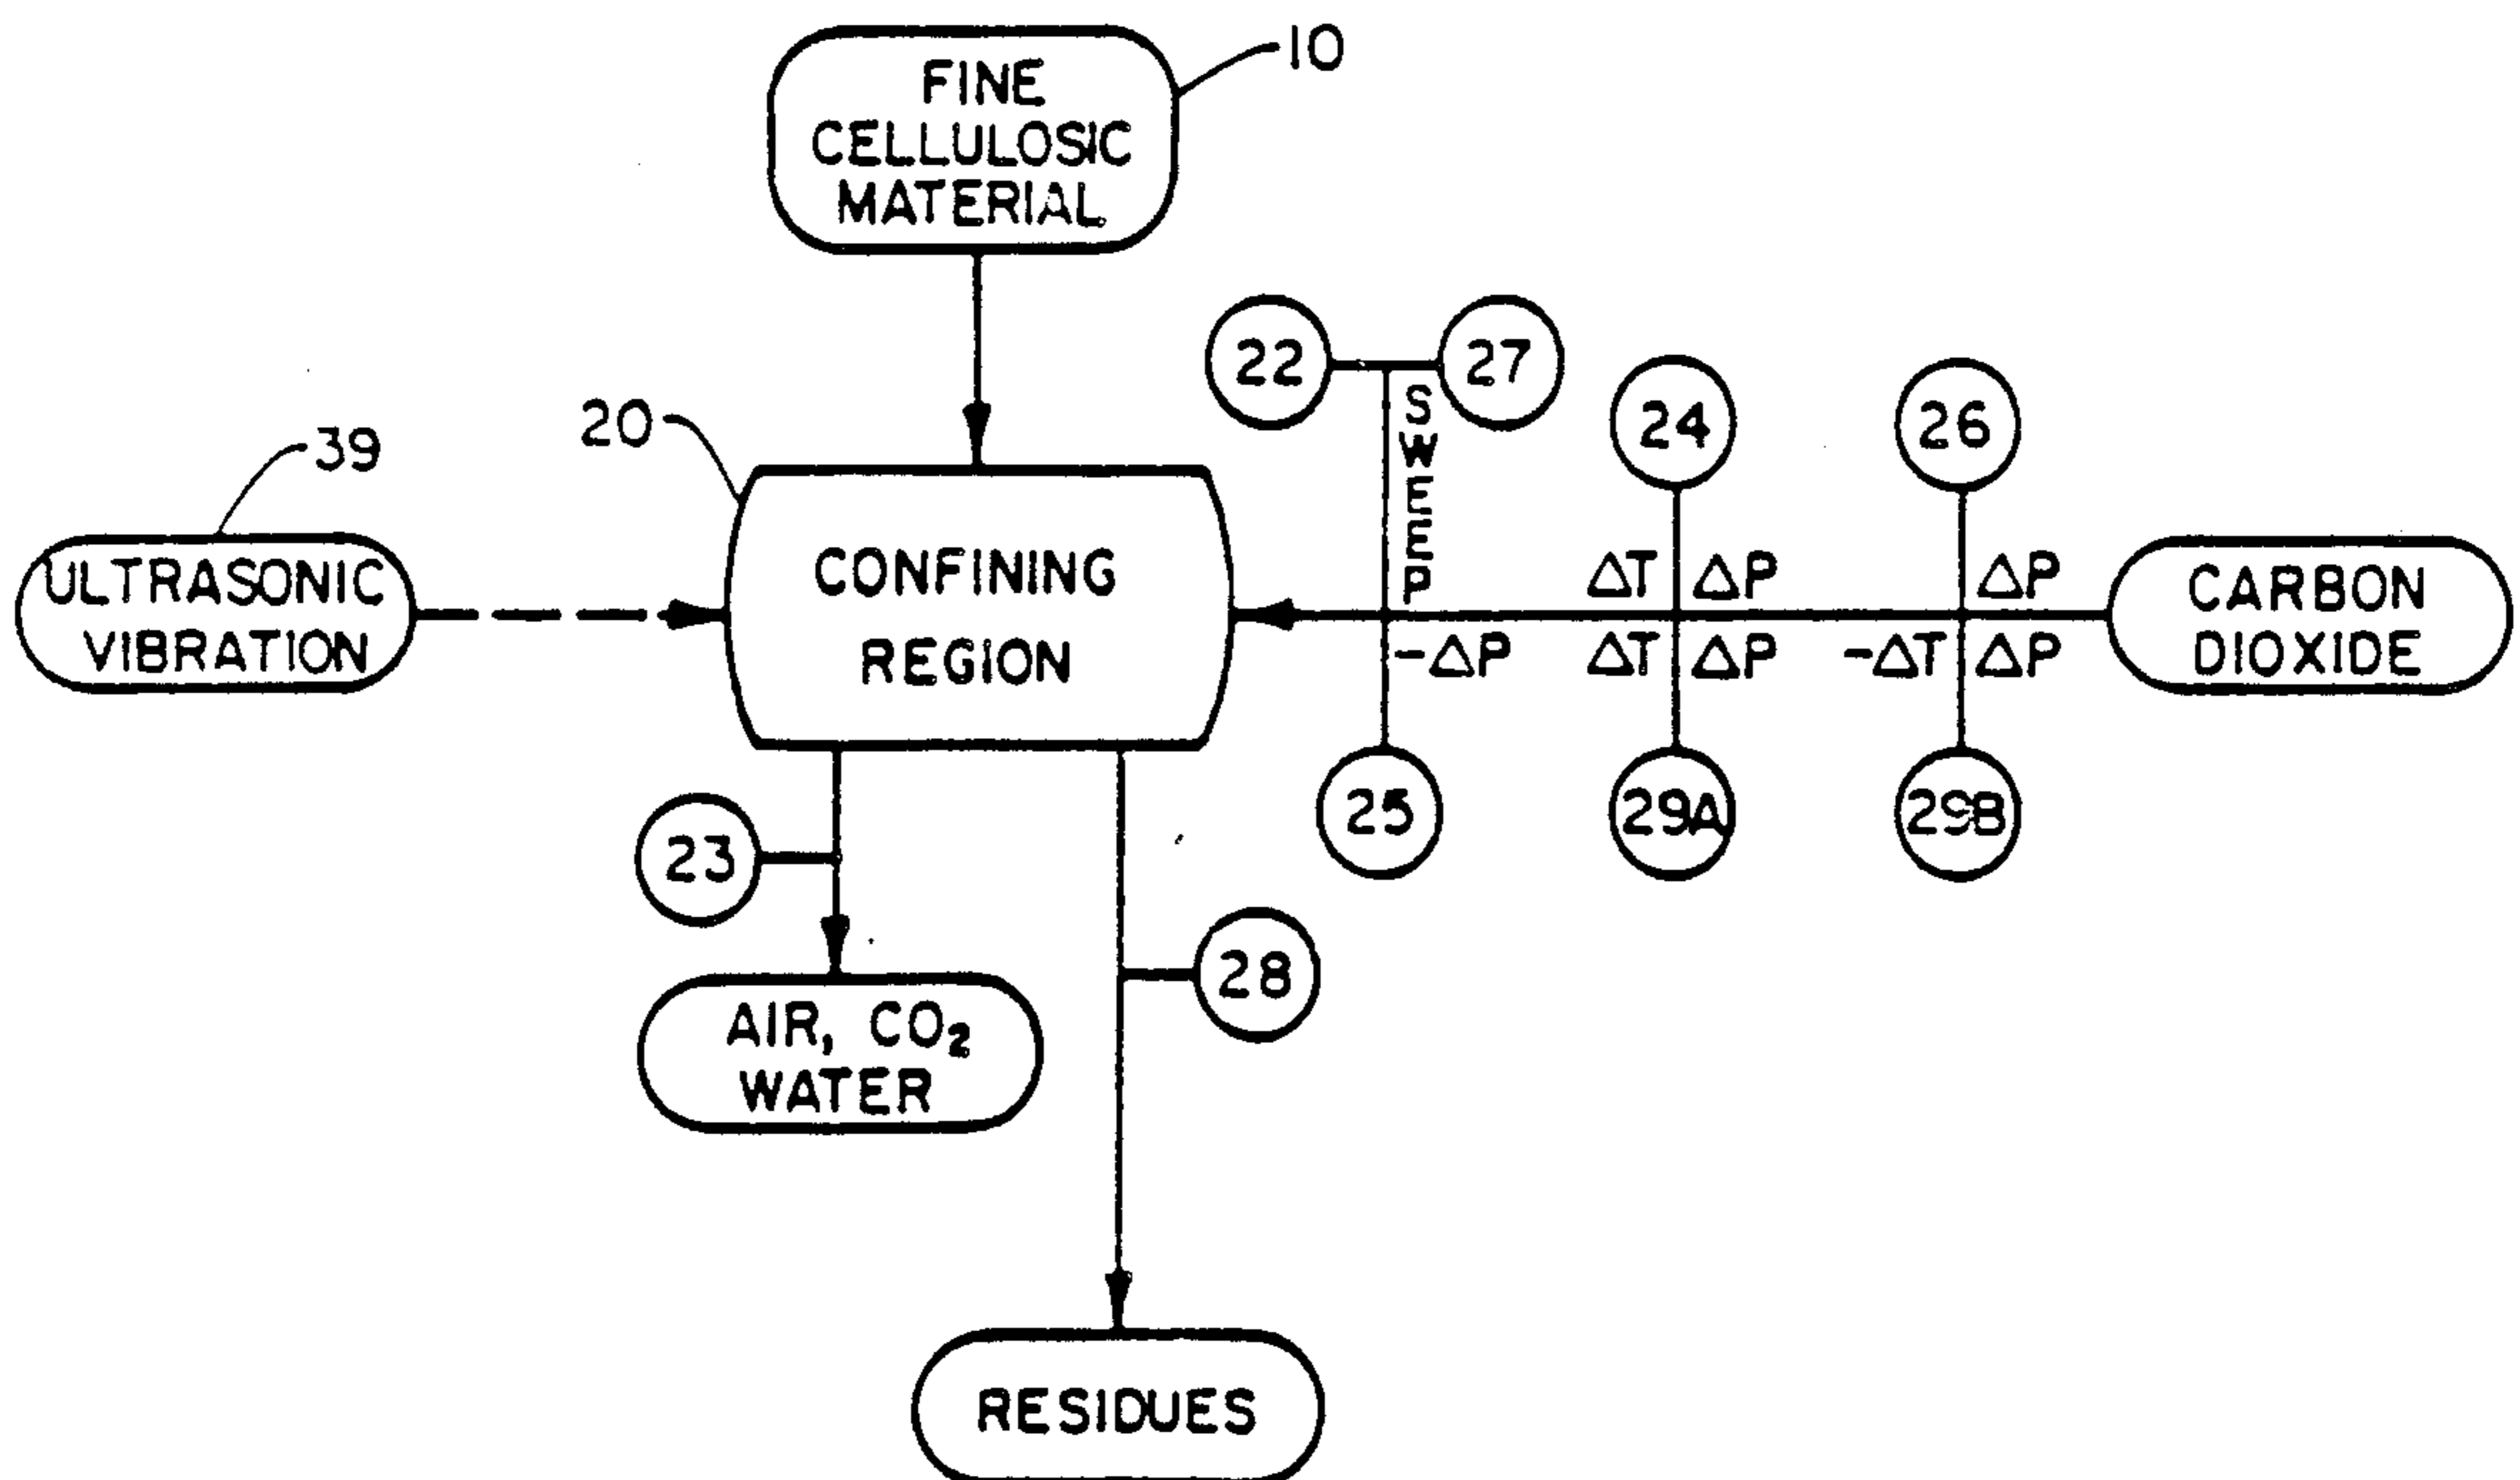 10
FINE
CELLULOSIC
MATERIAL
22
27
SWEEP
24
26
20
39
ULTRASONIC
VIBRATION
CONFINING
REGION
ΔT ΔP
ΔP
-ΔP
ΔT ΔP
-ΔT ΔP
CARBON
DIOXIDE
25
29A
29B
23
28
AIR, CO₂
WATER
RESIDUES